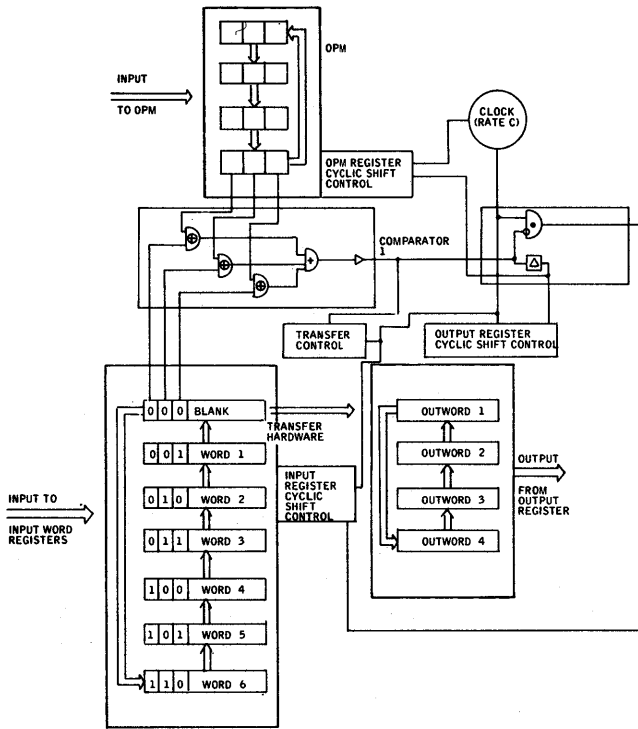 OPM
INPUT
TO OPM
CLOCK
(RATE C)
OPM REGISTER
CYCLIC SHIFT
CONTROL
COMPARATOR
1
TRANSFER
CONTROL
OUTPUT REGISTER
CYCLIC SHIFT CONTROL
0 0 0 BLANK
TRANSFER
HARDWARE
0 0 1 WORD 1
0 1 0 WORD 2
0 1 1 WORD 3
1 0 0 WORD 4
1 0 1 WORD 5
1 1 0 WORD 6
INPUT
REGISTER
CYCLIC
SHIFT
CONTROL
INPUT TO
INPUT WORD
REGISTERS
OUTWORD 1
OUTWORD 2
OUTWORD 3
OUTWORD 4
OUTPUT
FROM
OUTPUT
REGISTER